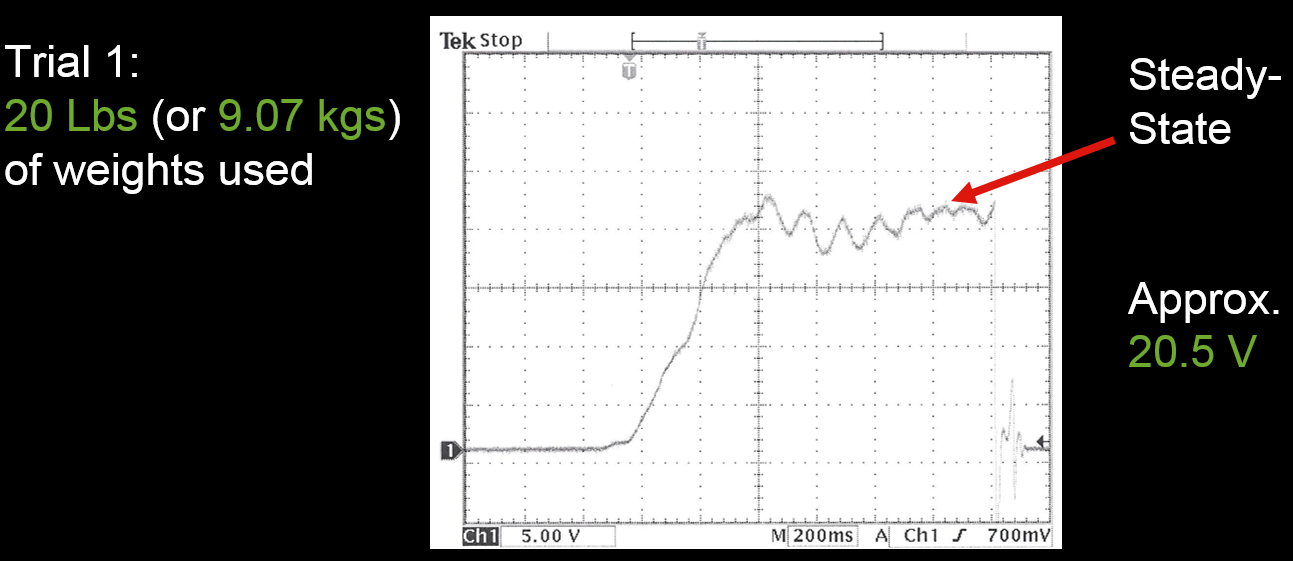 Trial 1:
20 Lbs (or 9.07 kgs)
of weights used
Tek Stop
T
T
1
Ch1 5.00 V M 200ms A Ch1 ʃ 700mV
Steady-
State
Approx.
20.5 V